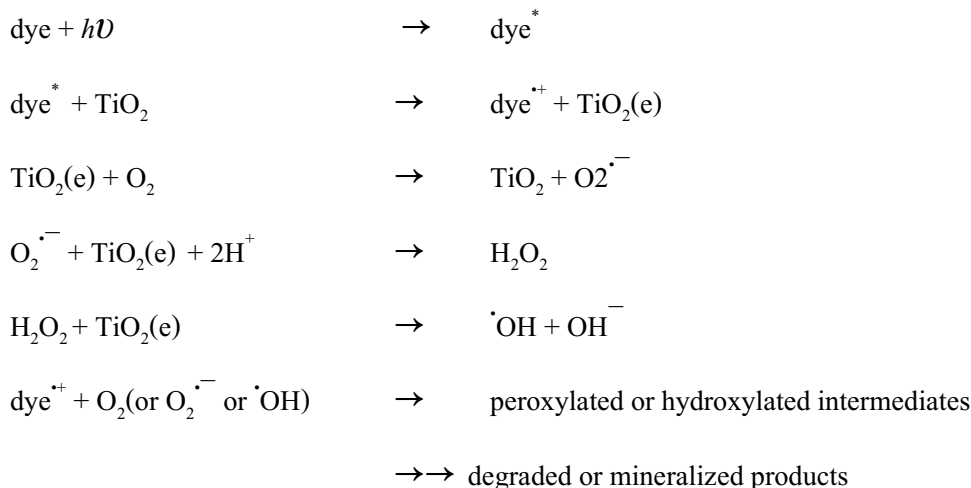 dye + hυ → dye*
dye* + TiO₂ → dye•⁺ + TiO₂(e)
TiO₂(e) + O₂ → TiO₂ + O2•⁻
O₂•⁻ + TiO₂(e) + 2H⁺ → H₂O₂
H₂O₂ + TiO₂(e) → •OH + OH⁻
dye•⁺ + O₂(or O₂•⁻ or •OH) → peroxylated or hydroxylated intermediates
→→ degraded or mineralized products